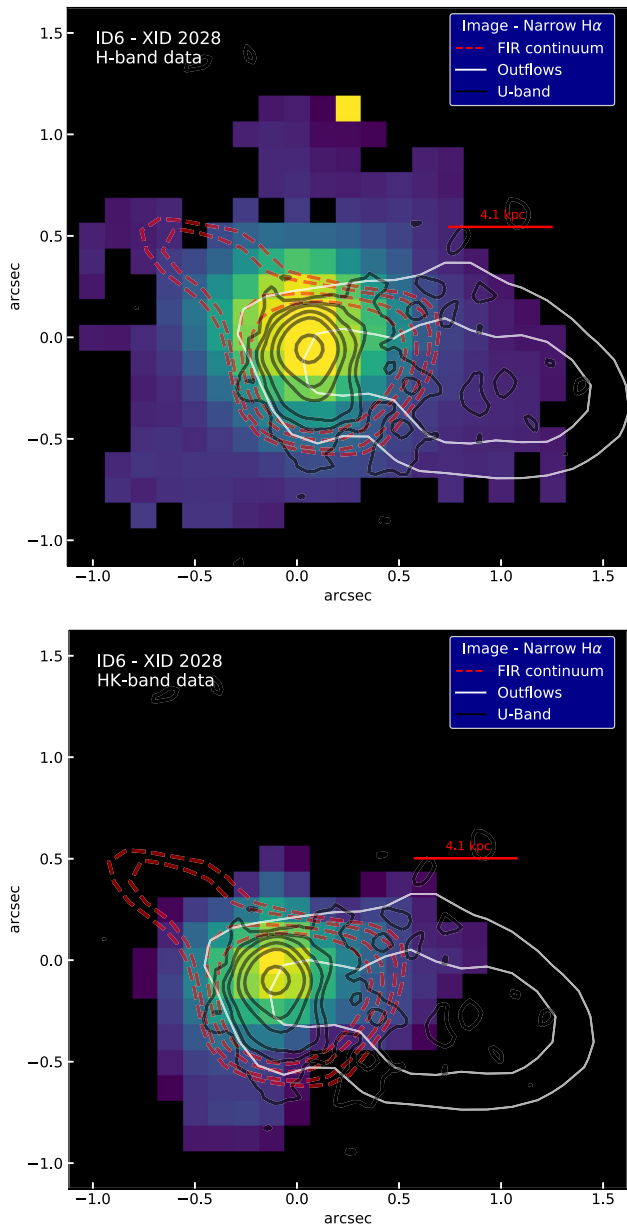 ID6 - XID 2028
H-band data
Image - Narrow Hα
FIR continuum
Outflows
U-band
4.1 kpc
1.5
1.0
0.5
0.0
−0.5
−1.0
arcsec
−1.0 −0.5 0.0 0.5 1.0 1.5
arcsec
ID6 - XID 2028
HK-band data
Image - Narrow Hα
FIR continuum
Outflows
U-Band
4.1 kpc
1.5
1.0
0.5
0.0
−0.5
−1.0
arcsec
−1.0 −0.5 0.0 0.5 1.0 1.5
arcsec